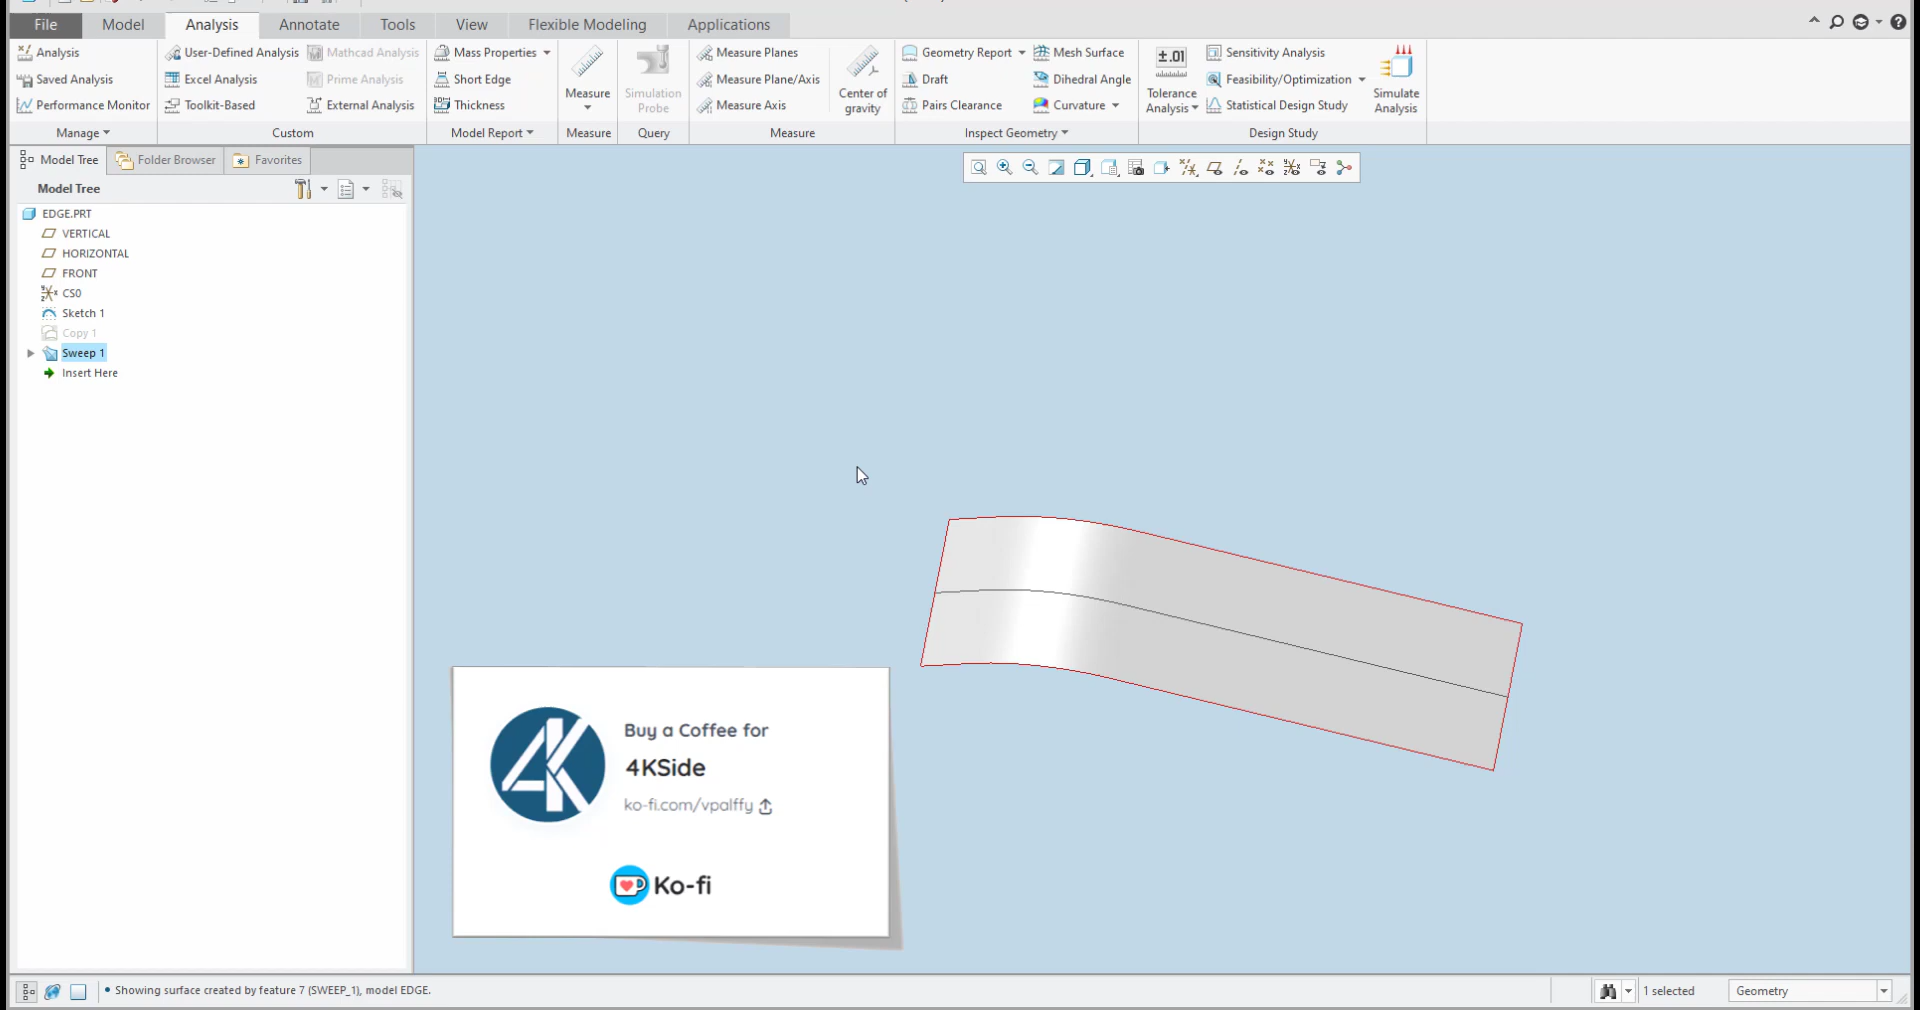 File Model Analysis Annotate Tools View Flexible Modeling Applications
Analysis User-Defined Analysis Mathcad Analysis Mass Properties Measure Planes Geometry Report Mesh Surface ±.01 Sensitivity Analysis
Saved Analysis Excel Analysis Prime Analysis Short Edge Measure Plane/Axis Draft Dihedral Angle Feasibility/Optimization
Performance Monitor Toolkit-Based External Analysis Thickness Measure Axis Pairs Clearance Curvature Statistical Design Study
Measure Simulation Probe Center of gravity Tolerance Analysis Simulate Analysis
Manage Custom Model Report Measure Query Measure Inspect Geometry Design Study
Model Tree Folder Browser Favorites
Model Tree
EDGE.PRT
VERTICAL
HORIZONTAL
FRONT
CS0
Sketch 1
Copy 1
Sweep 1
Insert Here
4K
Buy a Coffee for
4KSide
ko-fi.com/vpalffy
Ko-fi
• Showing surface created by feature 7 (SWEEP_1), model EDGE.
1 selected Geometry